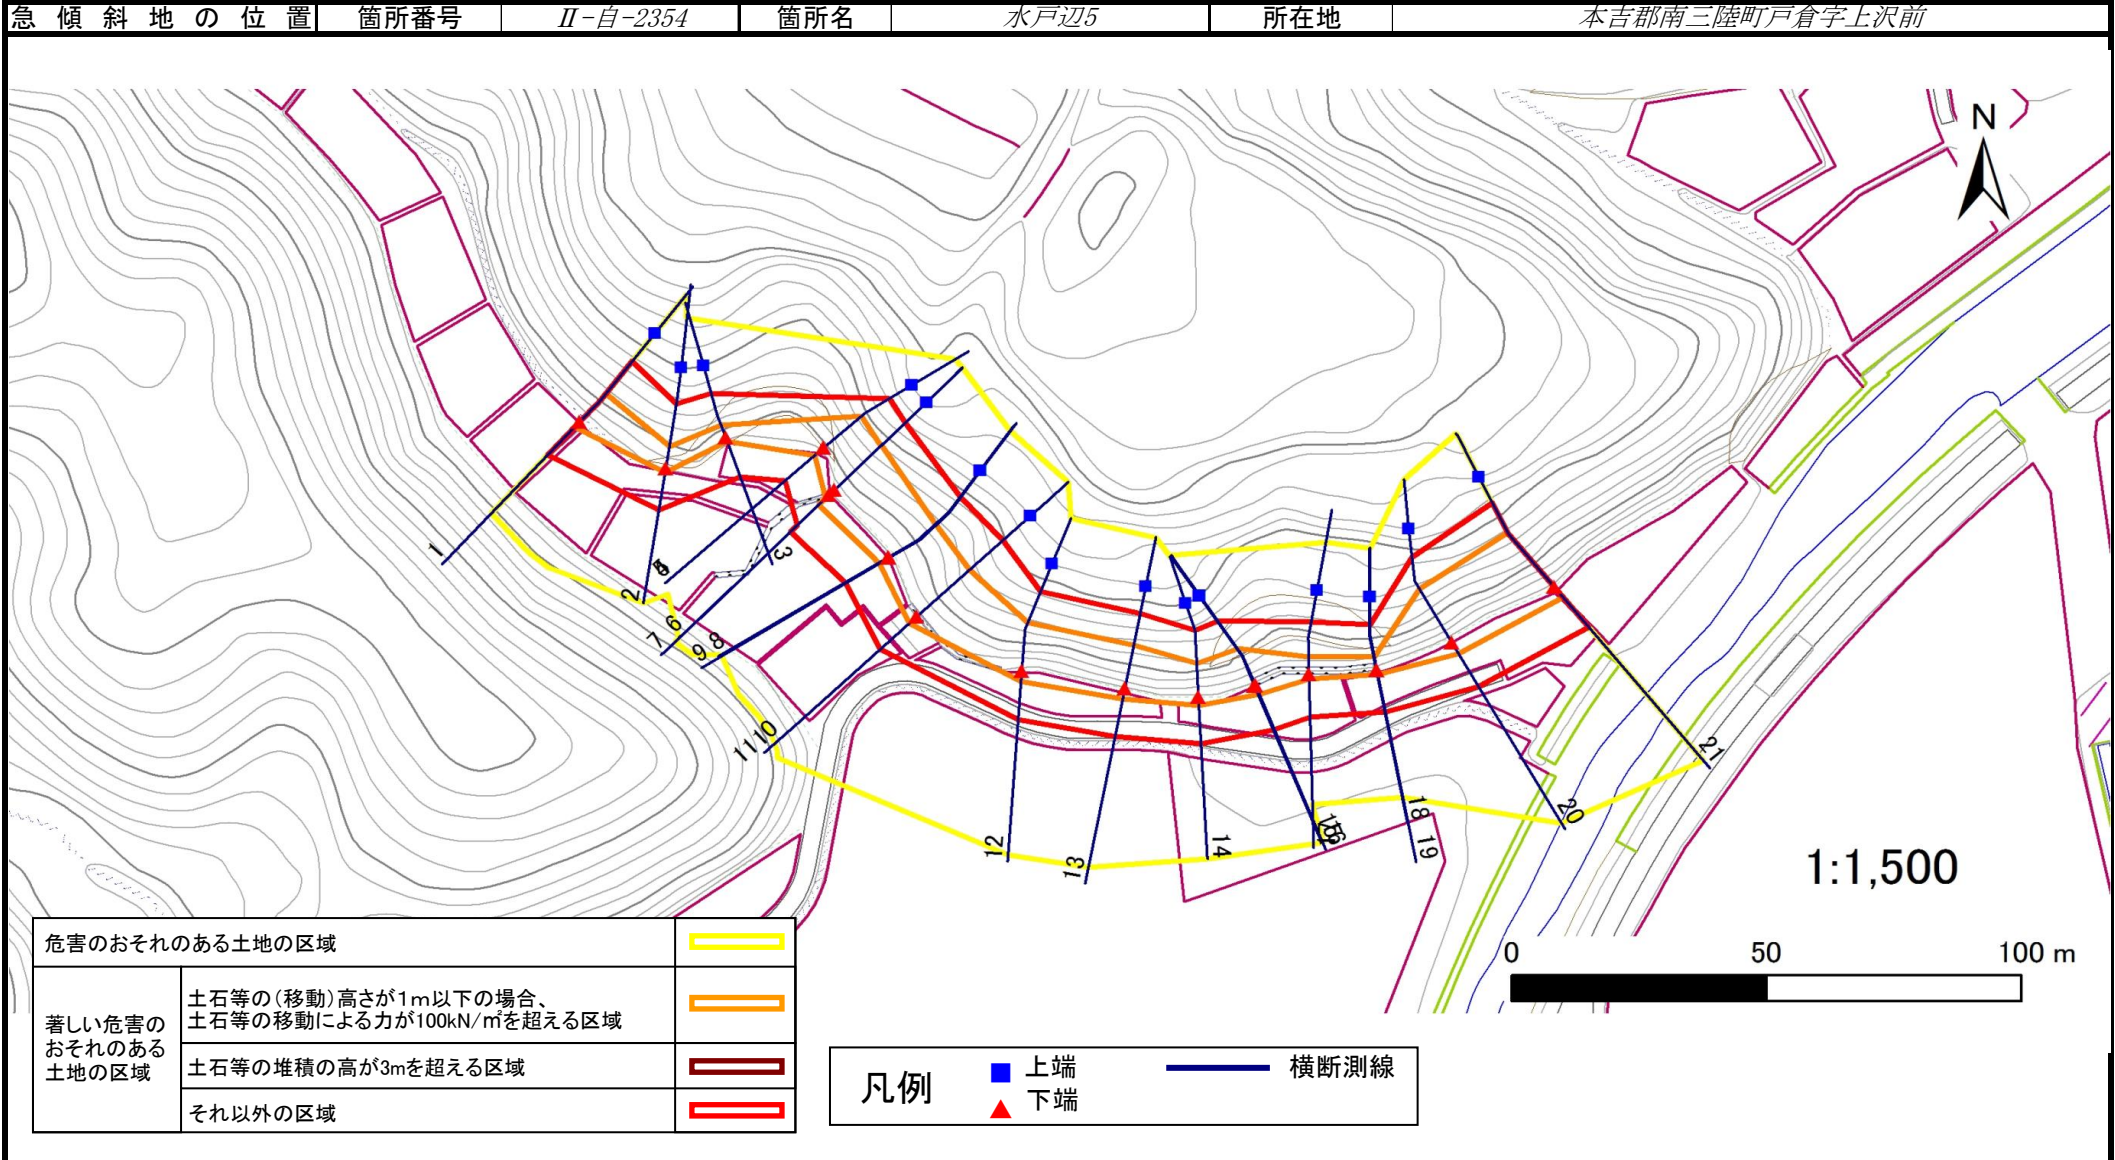 急傾斜地の位置 箇所番号 Ⅱ-自-2354 箇所名 水戸辺5 所在地 本吉郡南三陸町戸倉字上沢前
N
1
2
3
7
6
9
8
11
10
12
13
14
18
19
20
21
1:1,500
0 50 100 m
危害のおそれのある土地の区域
著しい危害の
おそれのある
土地の区域
土石等の(移動)高さが1m以下の場合、
土石等の移動による力が100kN/㎡を超える区域
土石等の堆積の高が3mを超える区域
それ以外の区域
凡例
上端
下端
横断測線